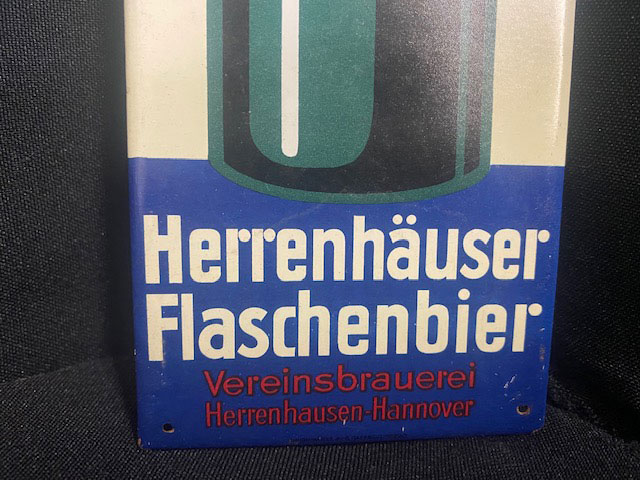 Herrenhäuser
Flaschenbier
Vereinsbrauerei
Herrenhausen-Hannover